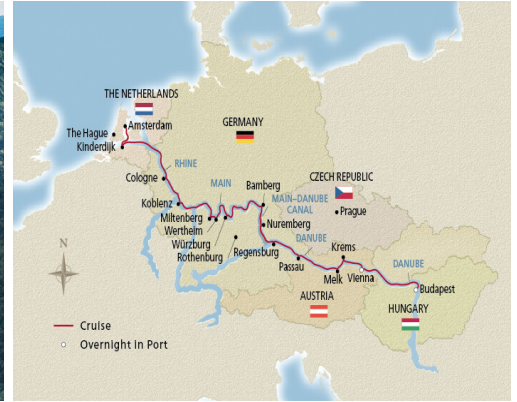 THE NETHERLANDS
Amsterdam
The Hague
Kinderdijk
GERMANY
RHINE
Cologne
MAIN
Koblenz
Bamberg
CZECH REPUBLIC
MAIN–DANUBE
CANAL
Prague
Miltenberg
Wertheim
Würzburg
Rothenburg
Nuremberg
Regensburg
DANUBE
Passau
Krems
Melk
Vienna
DANUBE
Budapest
AUSTRIA
HUNGARY
N
Cruise
Overnight in Port